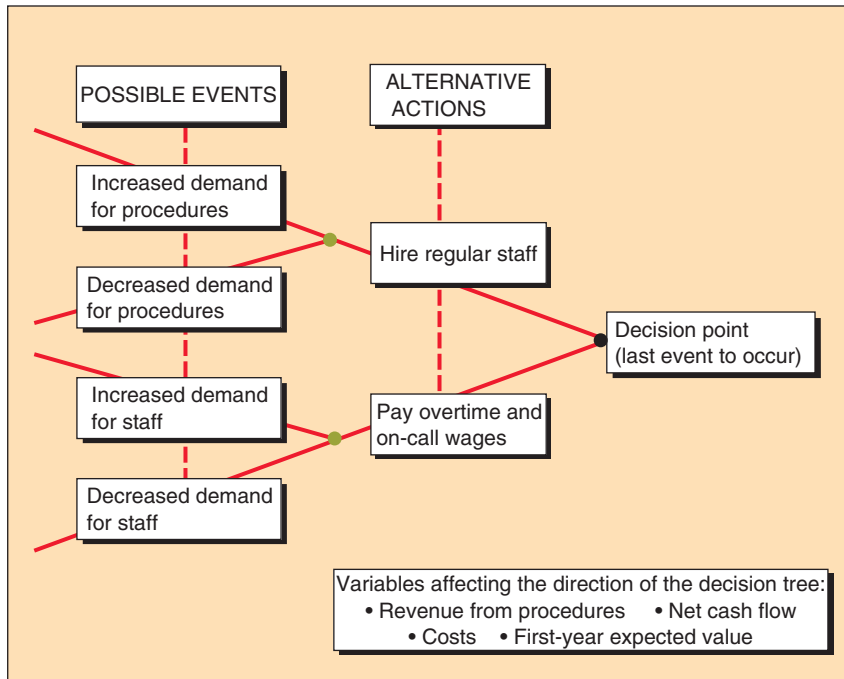 POSSIBLE EVENTS
ALTERNATIVE
ACTIONS
Increased demand
for procedures
Decreased demand
for procedures
Increased demand
for staff
Decreased demand
for staff
Hire regular staff
Pay overtime and
on-call wages
Decision point
(last event to occur)
Variables affecting the direction of the decision tree:
• Revenue from procedures • Net cash flow
• Costs • First-year expected value